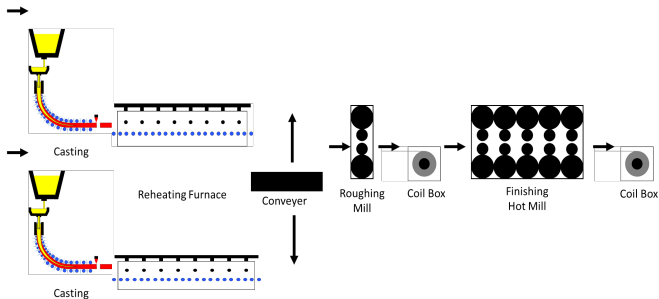 Casting
Reheating Furnace
Conveyer
Roughing
Mill
Coil Box
Finishing
Hot Mill
Coil Box
Casting